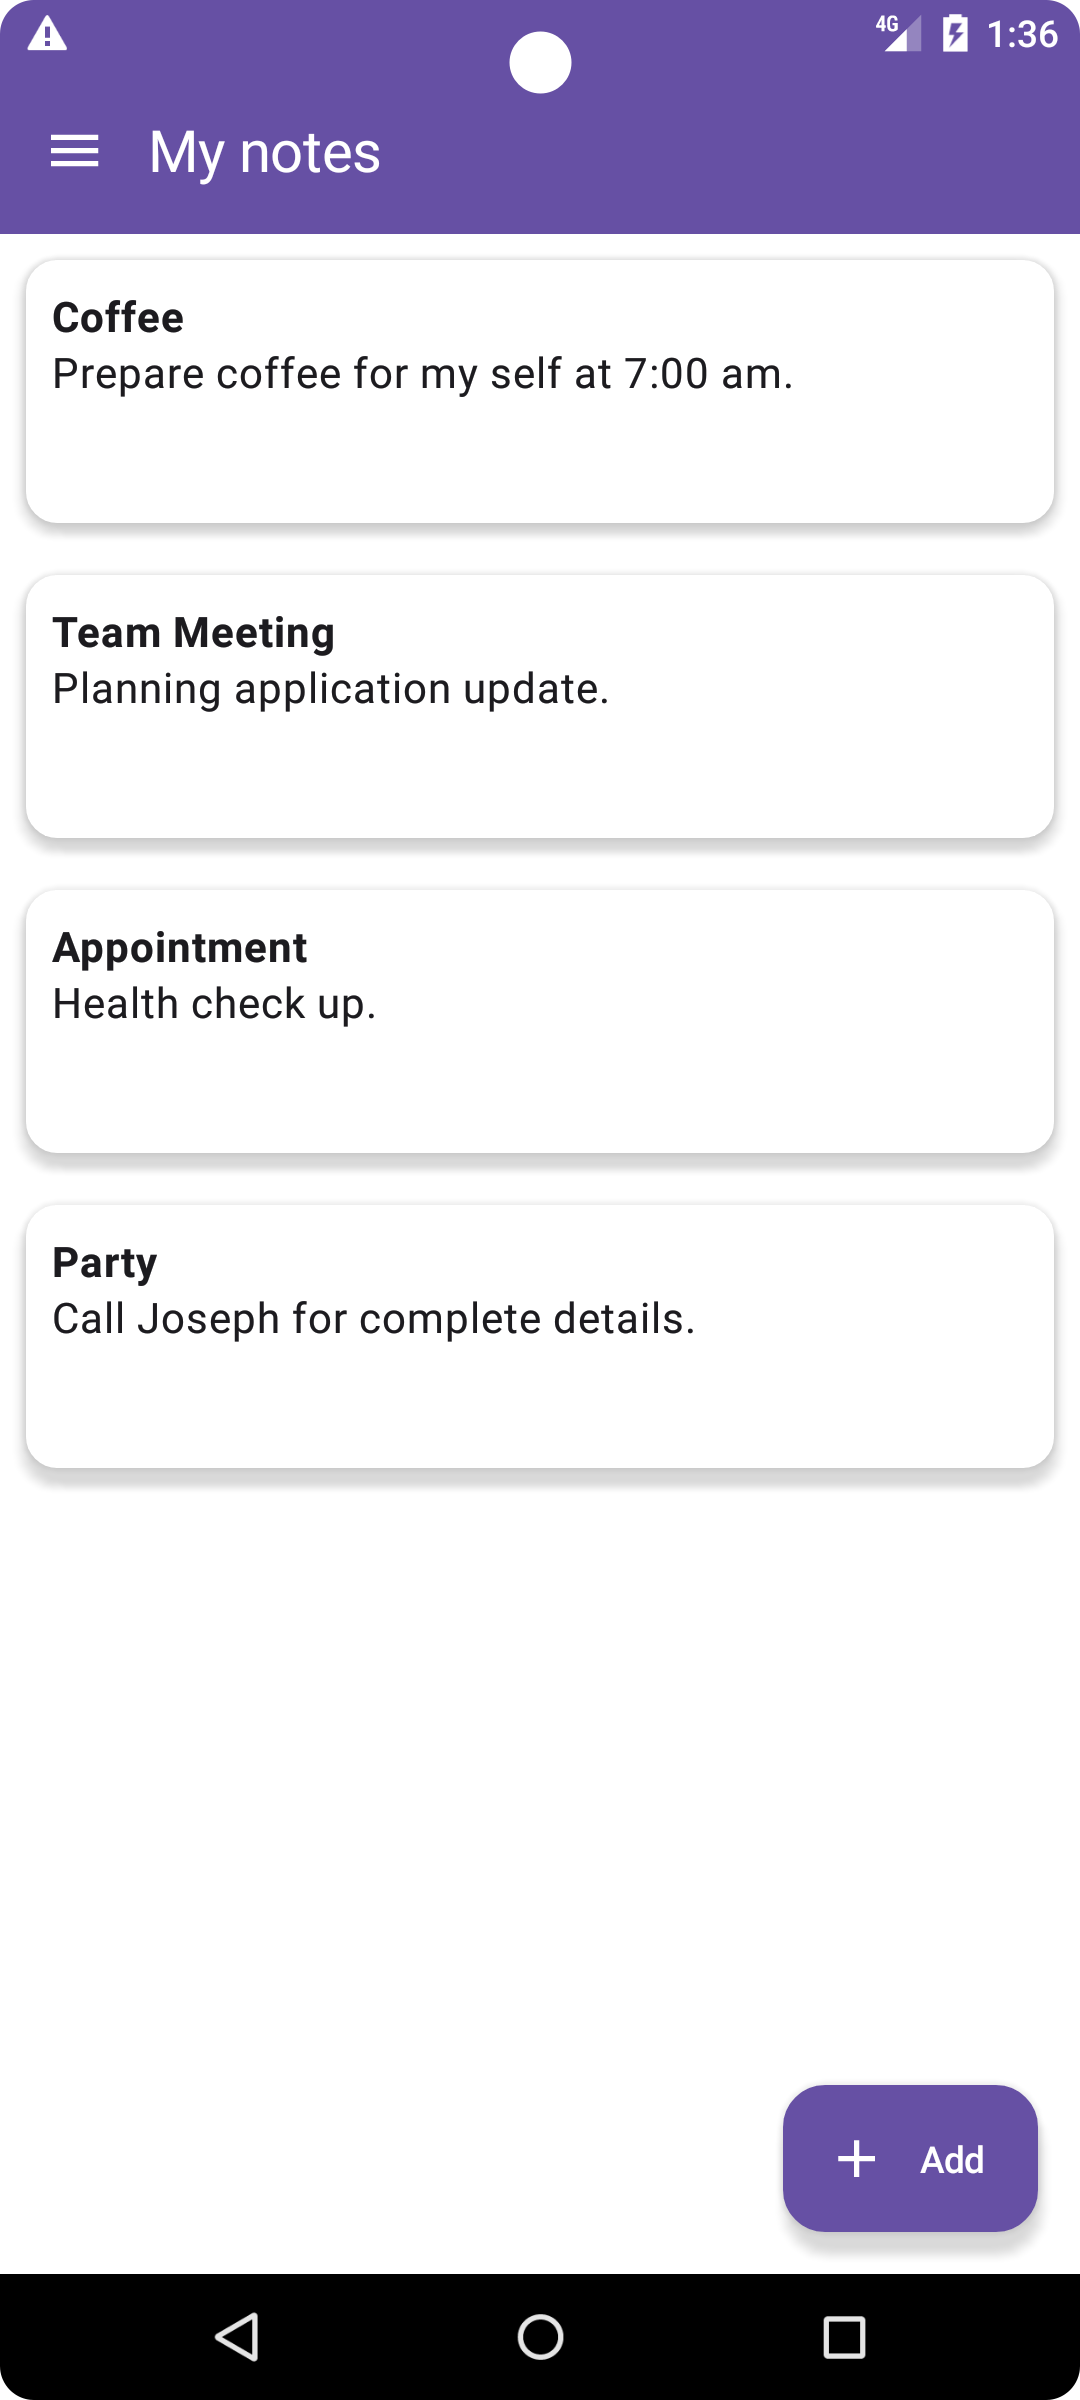 4G 1:36
My notes
Coffee
Prepare coffee for my self at 7:00 am.
Team Meeting
Planning application update.
Appointment
Health check up.
Party
Call Joseph for complete details.
Add